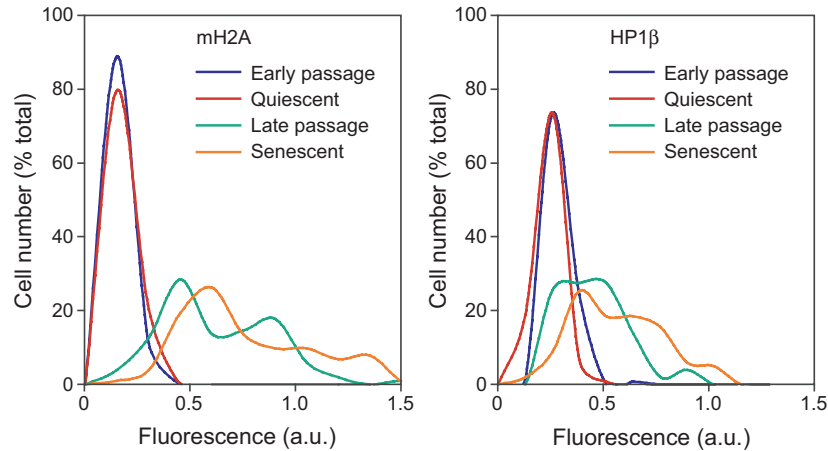 mH2A
Early passage
Quiescent
Late passage
Senescent
Cell number (% total)
100
80
60
40
20
0
0
0.5
1.0
1.5
Fluorescence (a.u.)
HP1β
Early passage
Quiescent
Late passage
Senescent
Cell number (% total)
100
80
60
40
20
0
0
0.5
1.0
1.5
Fluorescence (a.u.)